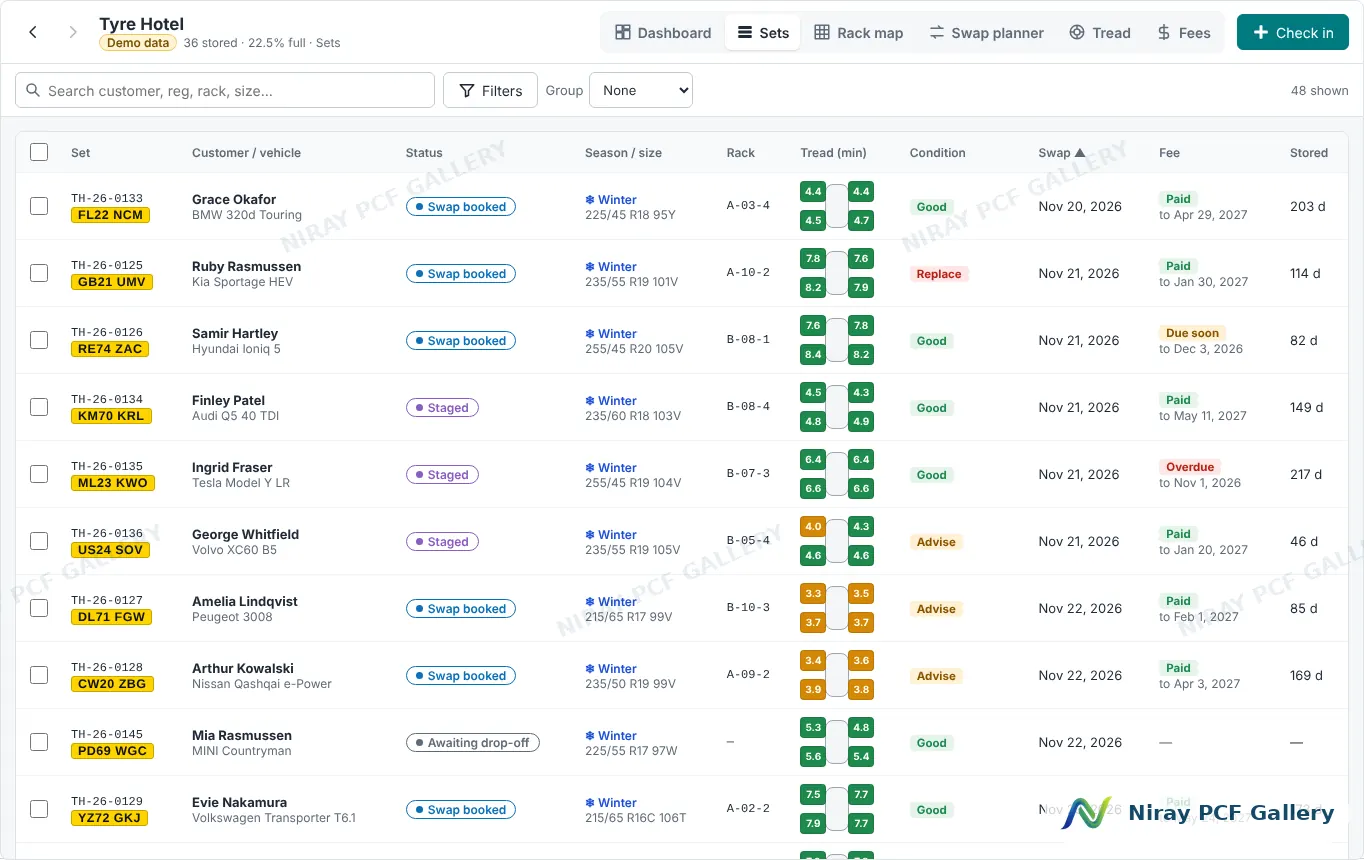 Tyre Hotel
Demo data 36 stored · 22.5% full · Sets
Dashboard Sets Rack map Swap planner Tread Fees Check in
Search customer, reg, rack, size... Filters Group None 48 shown
Set Customer / vehicle Status Season / size Rack Tread (min) Condition Swap ▲ Fee Stored
TH-26-0133 Grace Okafor Swap booked Winter A-03-4 4.4 4.4 Good Nov 20, 2026 Paid 203 d
FL22 NCM BMW 320d Touring 225/45 R18 95Y 4.5 4.7 to Apr 29, 2027
TH-26-0125 Ruby Rasmussen Swap booked Winter A-10-2 7.8 7.6 Replace Nov 21, 2026 Paid 114 d
GB21 UMV Kia Sportage HEV 235/55 R19 101V 8.2 7.9 to Jan 30, 2027
TH-26-0126 Samir Hartley Swap booked Winter B-08-1 7.6 7.8 Good Nov 21, 2026 Due soon 82 d
RE74 ZAC Hyundai Ioniq 5 255/45 R20 105V 8.4 8.2 to Dec 3, 2026
TH-26-0134 Finley Patel Staged Winter B-08-4 4.5 4.3 Good Nov 21, 2026 Paid 149 d
KM70 KRL Audi Q5 40 TDI 235/60 R18 103V 4.8 4.9 to May 11, 2027
TH-26-0135 Ingrid Fraser Staged Winter B-07-3 6.4 6.4 Good Nov 21, 2026 Overdue 217 d
ML23 KWO Tesla Model Y LR 255/45 R19 104V 6.6 6.6 to Nov 1, 2026
TH-26-0136 George Whitfield Staged Winter B-05-4 4.0 4.3 Advise Nov 21, 2026 Paid 46 d
US24 SOV Volvo XC60 B5 235/55 R19 105V 4.6 4.6 to Jan 20, 2027
TH-26-0127 Amelia Lindqvist Swap booked Winter B-10-3 3.3 3.5 Advise Nov 22, 2026 Paid 85 d
DL71 FGW Peugeot 3008 215/65 R17 99V 3.7 3.7 to Feb 1, 2027
TH-26-0128 Arthur Kowalski Swap booked Winter A-09-2 3.4 3.6 Advise Nov 22, 2026 Paid 169 d
CW20 ZBG Nissan Qashqai e-Power 235/50 R19 99V 3.9 3.8 to Apr 3, 2027
TH-26-0145 Mia Rasmussen Awaiting drop-off Winter – 5.3 4.8 Good Nov 22, 2026 — —
PD69 WGC MINI Countryman 225/55 R17 97W 5.6 5.4
TH-26-0129 Evie Nakamura Swap booked Winter A-02-2 7.5 7.7 Good Paid
YZ72 GKJ Volkswagen Transporter T6.1 215/65 R16C 106T 7.9 7.7
Niray PCF Gallery
NIRAY PCF GALLERY
NIRAY PCF GALLERY
PCF GALLERY
NIRAY PCF GALLERY
NIRAY PCF GALLERY